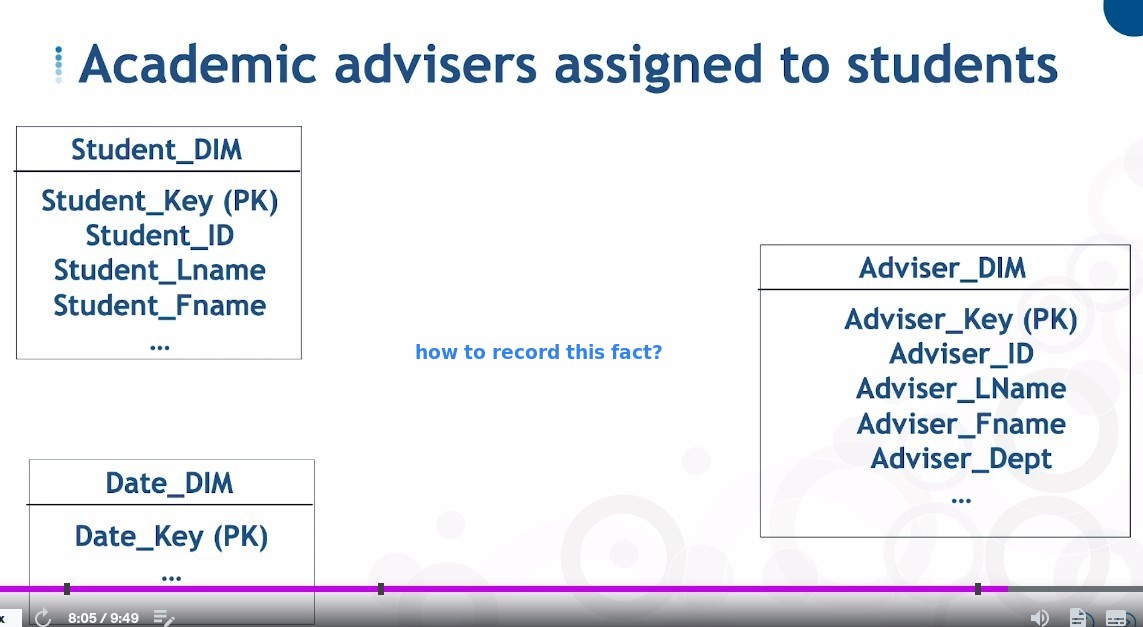 Academic advisers assigned to students
Student_DIM
Student_Key (PK)
Student_ID
Student_Lname
Student_Fname
...
how to record this fact?
Adviser_DIM
Adviser_Key (PK)
Adviser_ID
Adviser_LName
Adviser_Fname
Adviser_Dept
...
Date_DIM
Date_Key (PK)
...
x
8:05 / 9:49